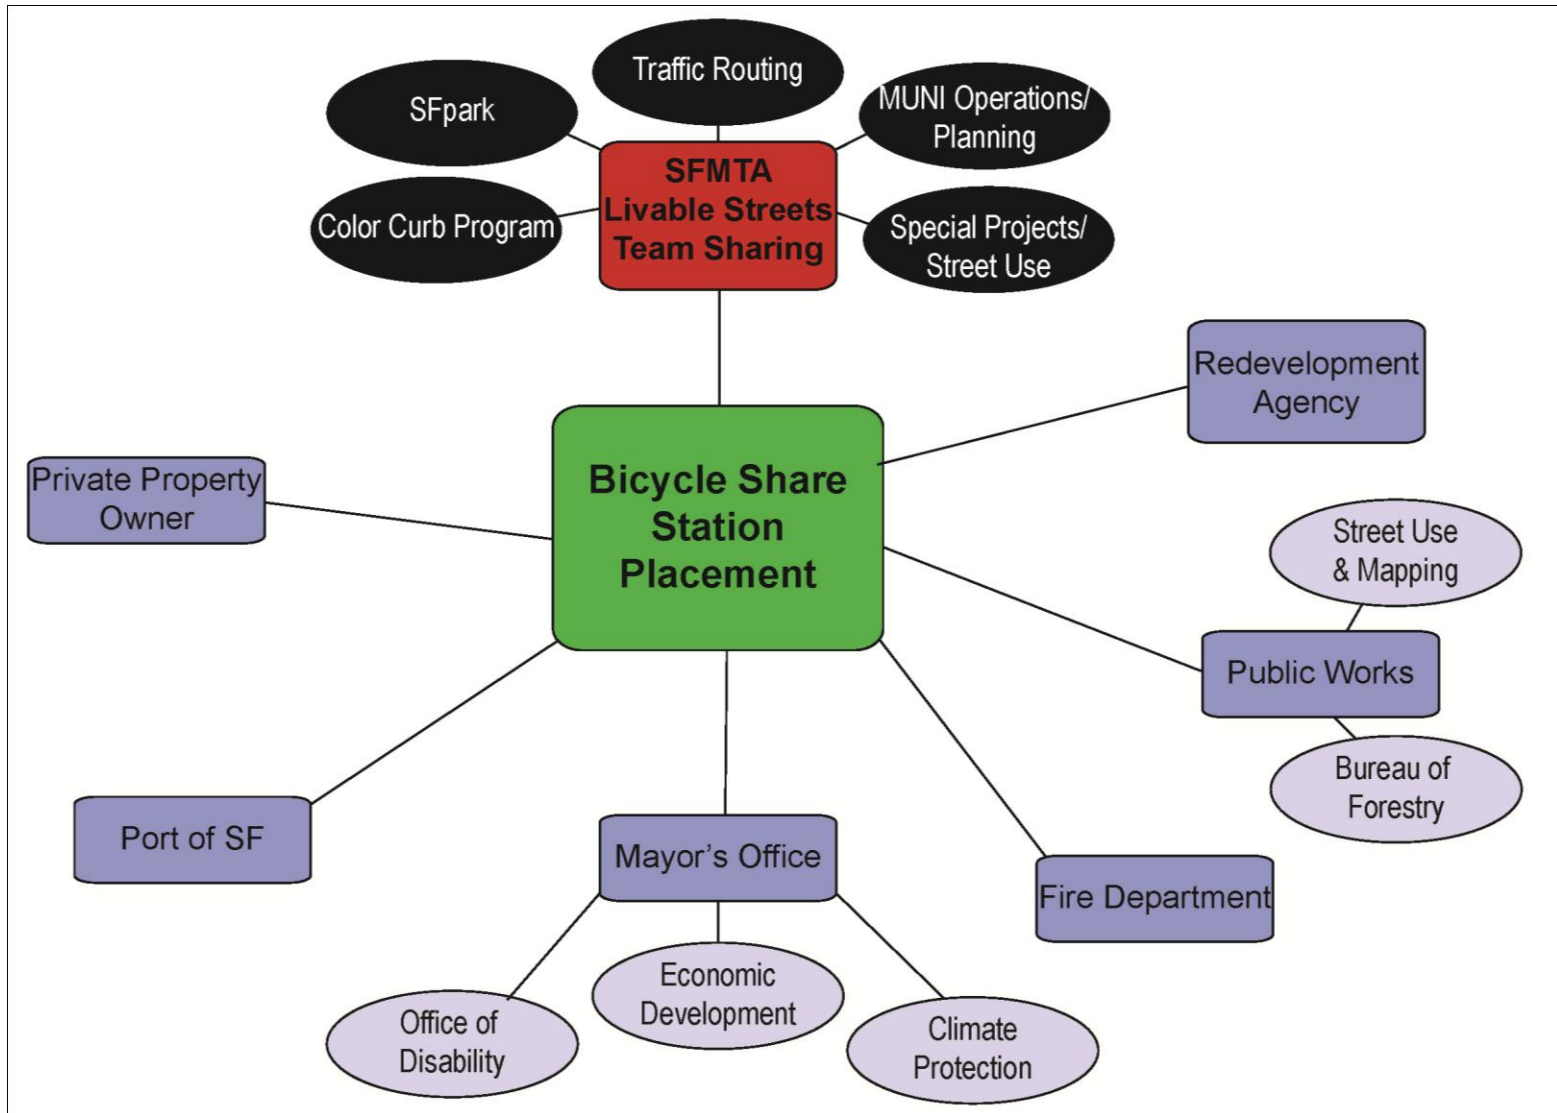 Traffic Routing
SFpark
MUNI Operations/
Planning
SFMTA
Livable Streets
Team Sharing
Color Curb Program
Special Projects/
Street Use
Redevelopment
Agency
Bicycle Share
Station
Placement
Private Property
Owner
Street Use
& Mapping
Public Works
Bureau of
Forestry
Port of SF
Mayor's Office
Fire Department
Economic
Development
Office of
Disability
Climate
Protection